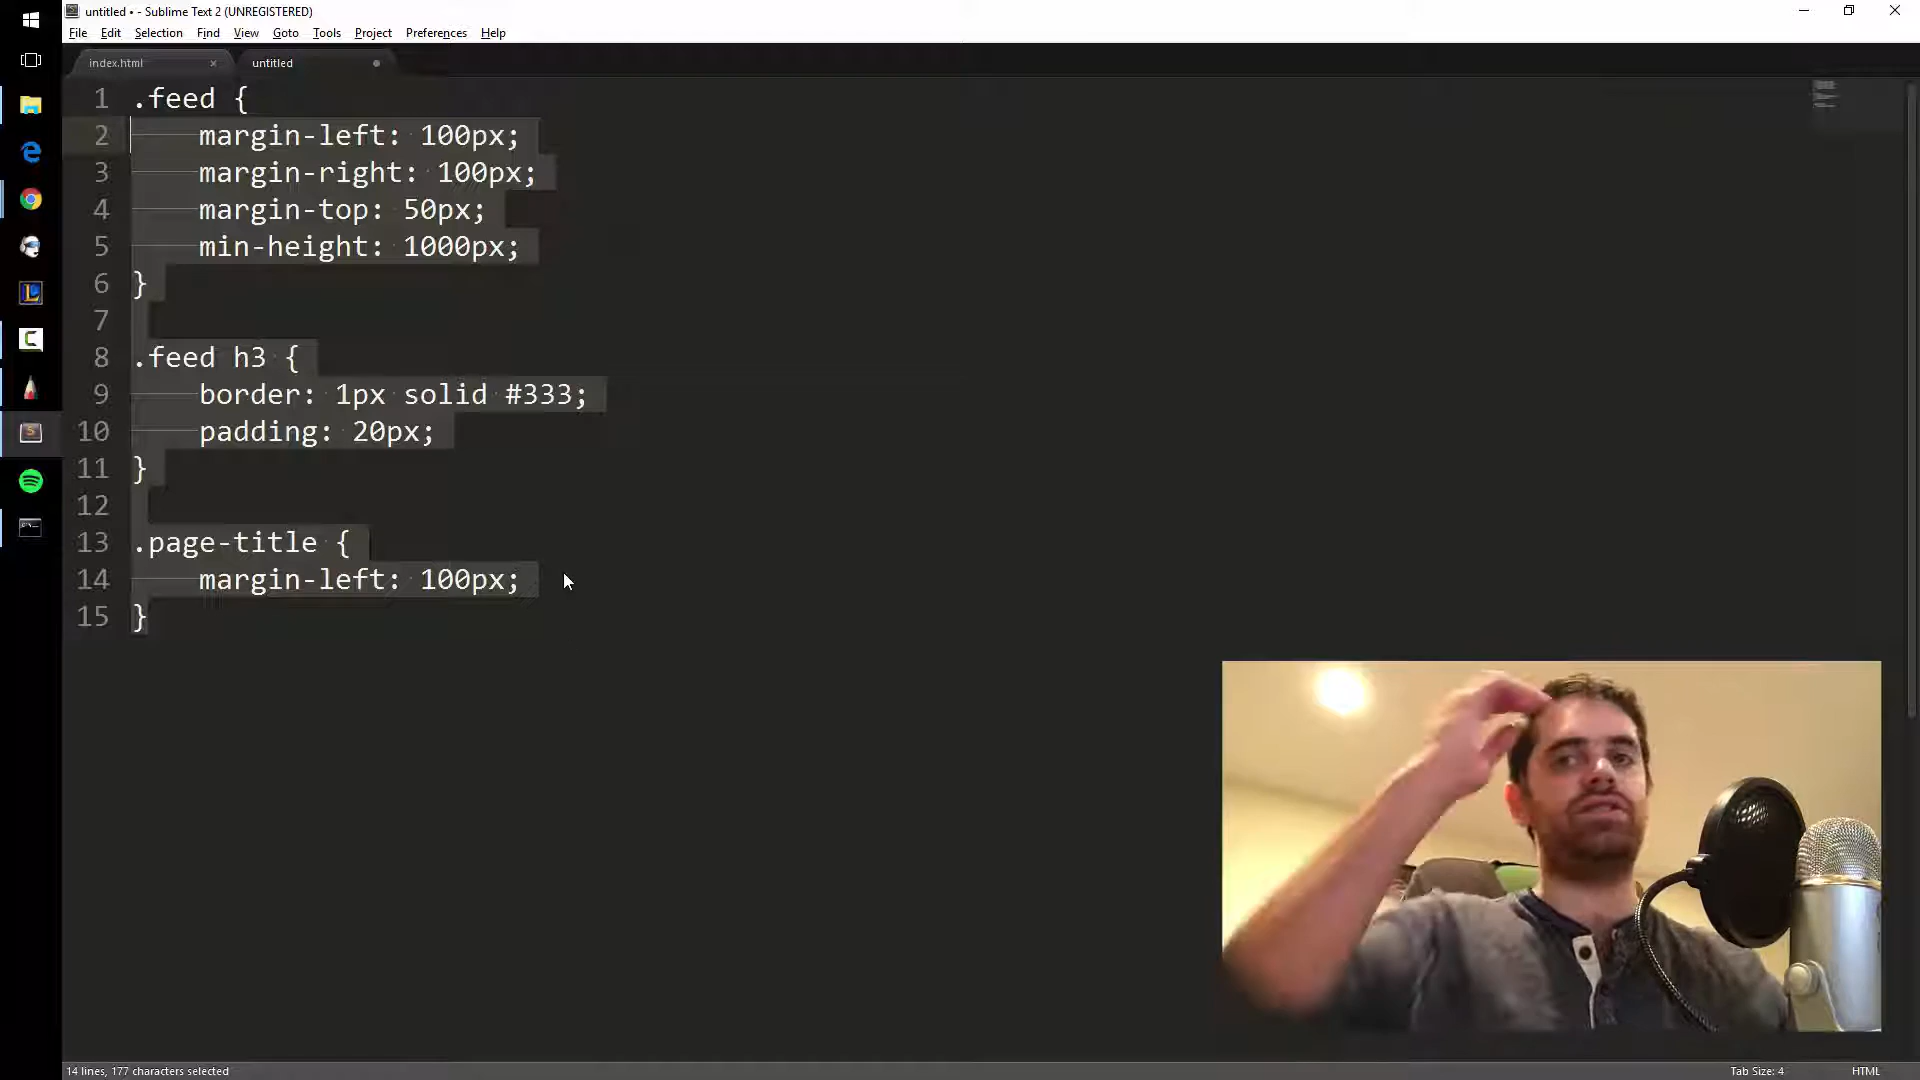 untitled • - Sublime Text 2 (UNREGISTERED)
File Edit Selection View Find Goto Tools Project Preferences Help
index.html × untitled
1 .feed {
2 margin-left: 100px;
3 margin-right: 100px;
4 margin-top: 50px;
5 min-height: 1000px;
6 }
7
8 .feed h3 {
9 border: 1px solid #333;
10 padding: 20px;
11 }
12
13 .page-title {
14 margin-left: 100px;
15 }
14 lines, 177 characters selected Tab Size: 4 HTML